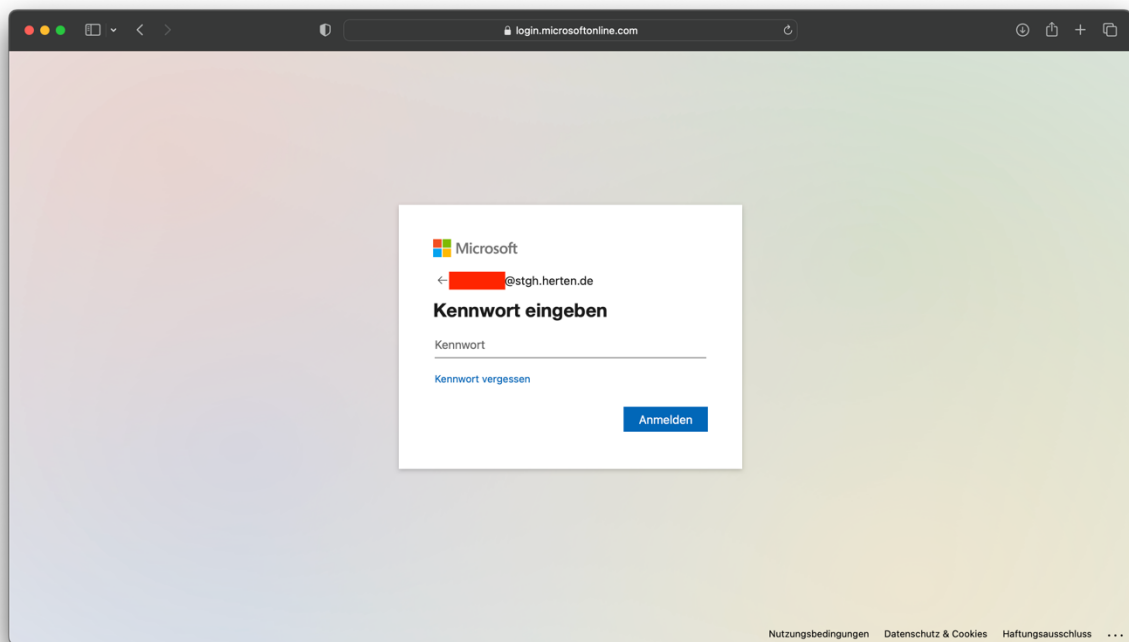 login.microsoftonline.com
Microsoft
@stgh.herten.de
Kennwort eingeben
Kennwort
Kennwort vergessen
Anmelden
Nutzungsbedingungen Datenschutz & Cookies Haftungsausschluss ...